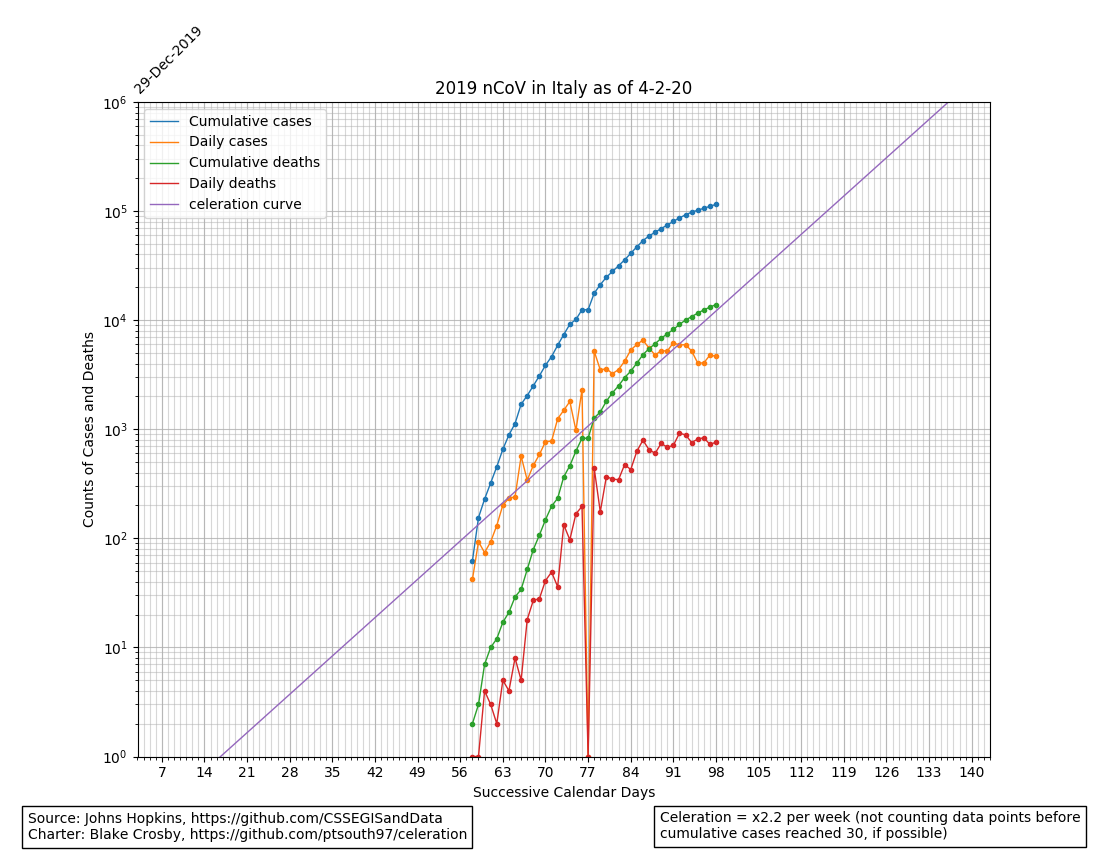 29-Dec-2019
2019 nCoV in Italy as of 4-2-20
Cumulative cases
Daily cases
Cumulative deaths
Daily deaths
celeration curve
10⁶
10⁵
10⁴
10³
10²
10¹
10⁰
Counts of Cases and Deaths
7 14 21 28 35 42 49 56 63 70 77 84 91 98 105 112 119 126 133 140
Successive Calendar Days
Source: Johns Hopkins, https://github.com/CSSEGISandData
Charter: Blake Crosby, https://github.com/ptsouth97/celeration
Celeration = x2.2 per week (not counting data points before
cumulative cases reached 30, if possible)